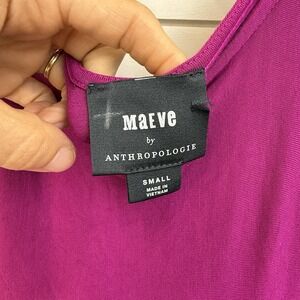 MaEve
by
ANTHROPOLOGIE
SMALL
MADE IN
VIETNAM